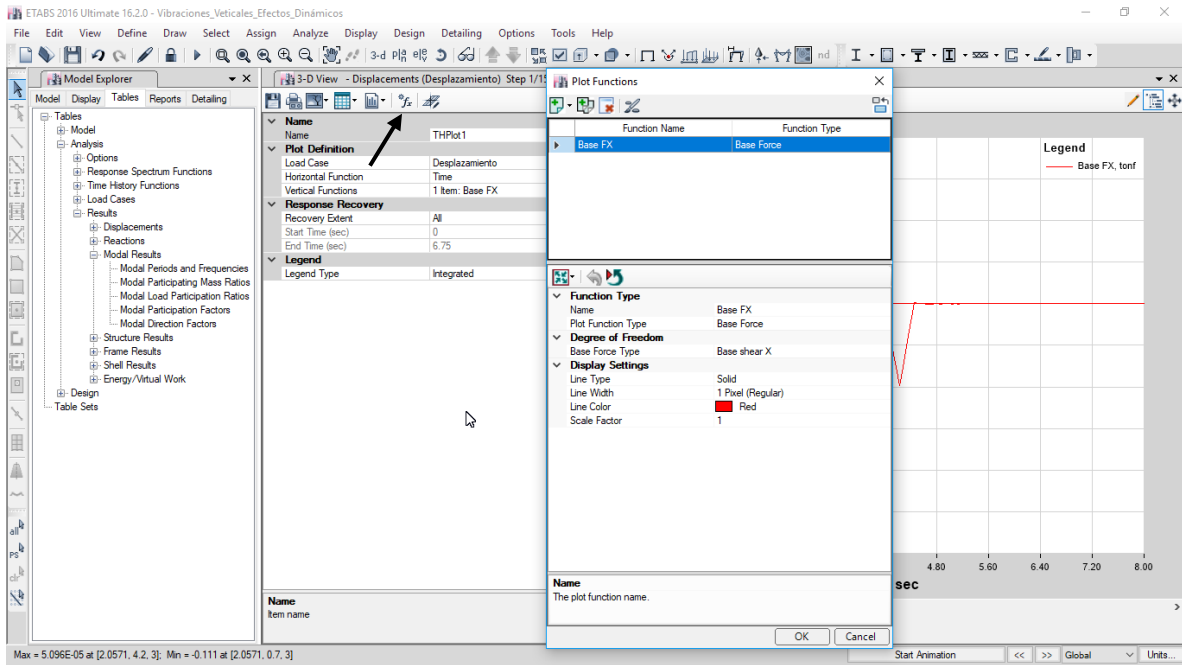 ETABS 2016 Ultimate 16.2.0 - Vibraciones_Veticales_Efectos_Dinámicos
File Edit View Define Draw Select Assign Analyze Display Design Detailing Options Tools Help
3-d plà elẹ̀ nd
Model Explorer
3-D View - Displacements (Desplazamiento) Step 1/1
Plot Functions
Model Display Tables Reports Detailing
Tables
Model
Analysis
Options
Response Spectrum Functions
Time History Functions
Load Cases
Results
Displacements
Reactions
Modal Results
Modal Periods and Frequencies
Modal Participating Mass Ratios
Modal Load Participation Ratios
Modal Participation Factors
Modal Direction Factors
Structure Results
Frame Results
Shell Results
Energy/Virtual Work
Design
Table Sets
all
PS
clr
Name
Name THPlot1
Plot Definition
Load Case Desplazamiento
Horizontal Function Time
Vertical Functions 1 Item: Base FX
Response Recovery
Recovery Extent All
Start Time (sec) 0
End Time (sec) 6.75
Legend
Legend Type Integrated
Name
Item name
Function Name Function Type
Base FX Base Force
Function Type
Name Base FX
Plot Function Type Base Force
Degree of Freedom
Base Force Type Base shear X
Display Settings
Line Type Solid
Line Width 1 Pixel (Regular)
Line Color Red
Scale Factor 1
Name
The plot function name.
OK Cancel
Legend
Base FX, tonf
4.80 5.60 6.40 7.20 8.00
sec
Max = 5.096E-05 at [2.0571, 4.2, 3]; Min = -0.111 at [2.0571, 0.7, 3]
Start Animation << >> Global Units...